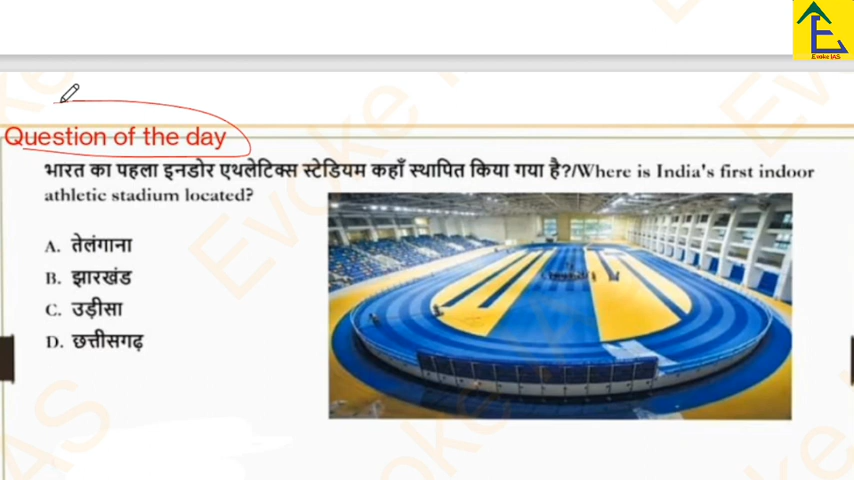 Evoke IAS
Question of the day
भारत का पहला इनडोर एथलेटिक्स स्टेडियम कहाँ स्थापित किया गया है?/Where is India's first indoor
athletic stadium located?
A. तेलंगाना
B. झारखंड
C. उड़ीसा
D. छत्तीसगढ़